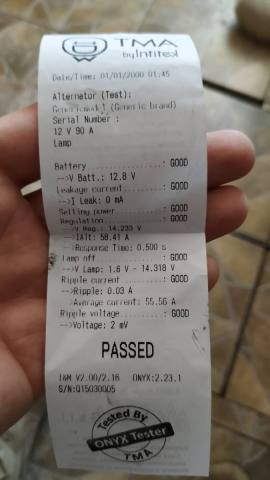 TMA
by Intitek
Date/Time: 01/01/2000 01:45
Alternator (Test):
(Generic brand)
Serial Number :
12 V 90 A
Lamp
Battery..................: GOOD
-->V Batt.: 12.8 V
Leakage current..........: GOOD
-->I Leak: 0 mA
Setting power............: GOOD
Regulation...............: GOOD
-->V Reg.: 14.233 V
-->IAlt: 58.41 A
-->Response Time: 0.500 s
Lamp off.................: GOOD
-->V Lamp: 1.6 V - 14.318 V
Ripple current...........: GOOD
-->Ripple: 0.03 A
-->Average current: 55.56 A
Ripple voltage...........: GOOD
-->Voltage: 2 mV
PASSED
V2.00/2.16 ONYX:2.23.1
S/N:Q15030005
Tested By
ONYX Tester
TMA